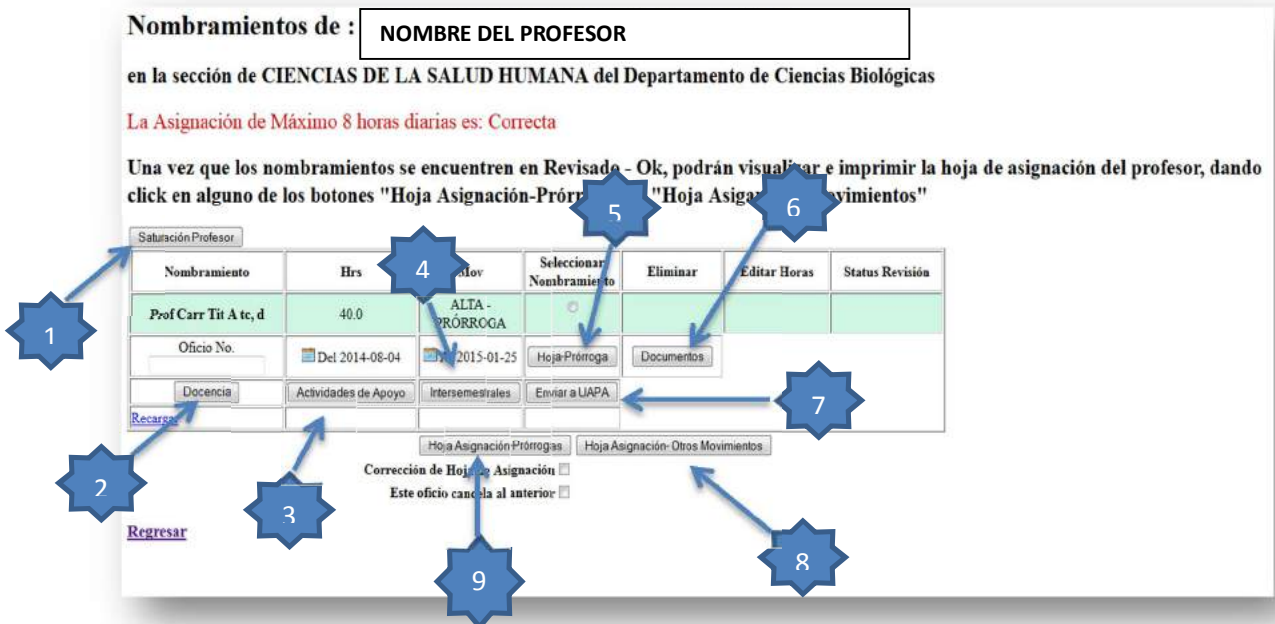 Nombramientos de :
NOMBRE DEL PROFESOR
en la sección de CIENCIAS DE LA SALUD HUMANA del Departamento de Ciencias Biológicas
La Asignación de Máximo 8 horas diarias es: Correcta
Una vez que los nombramientos se encuentren en Revisado - Ok, podrán visualizar e imprimir la hoja de asignación del profesor, dando
click en alguno de los botones "Hoja Asignación-Prórr "Hoja Asiga vimientos"
5
6
Saturación Profesor
4
Nombramiento Hrs Mov Seleccionar Nombramiento Eliminar Editar Horas Status Revisión
Prof Carr Tit A tc, d 40.0 ALTA - PRÓRROGA
1
Oficio No. Del 2014-08-04 2015-01-25 Hoja-Prórroga Documentos
Docencia Actividades de Apoyo Intersemestrales Enviar a UAPA
7
Recargar
Hoja Asignación-Prórrogas Hoja Asignación- Otros Movimientos
Corrección de Hoja de Asignación
2
Este oficio cancela al anterior
3
Regresar
8
9